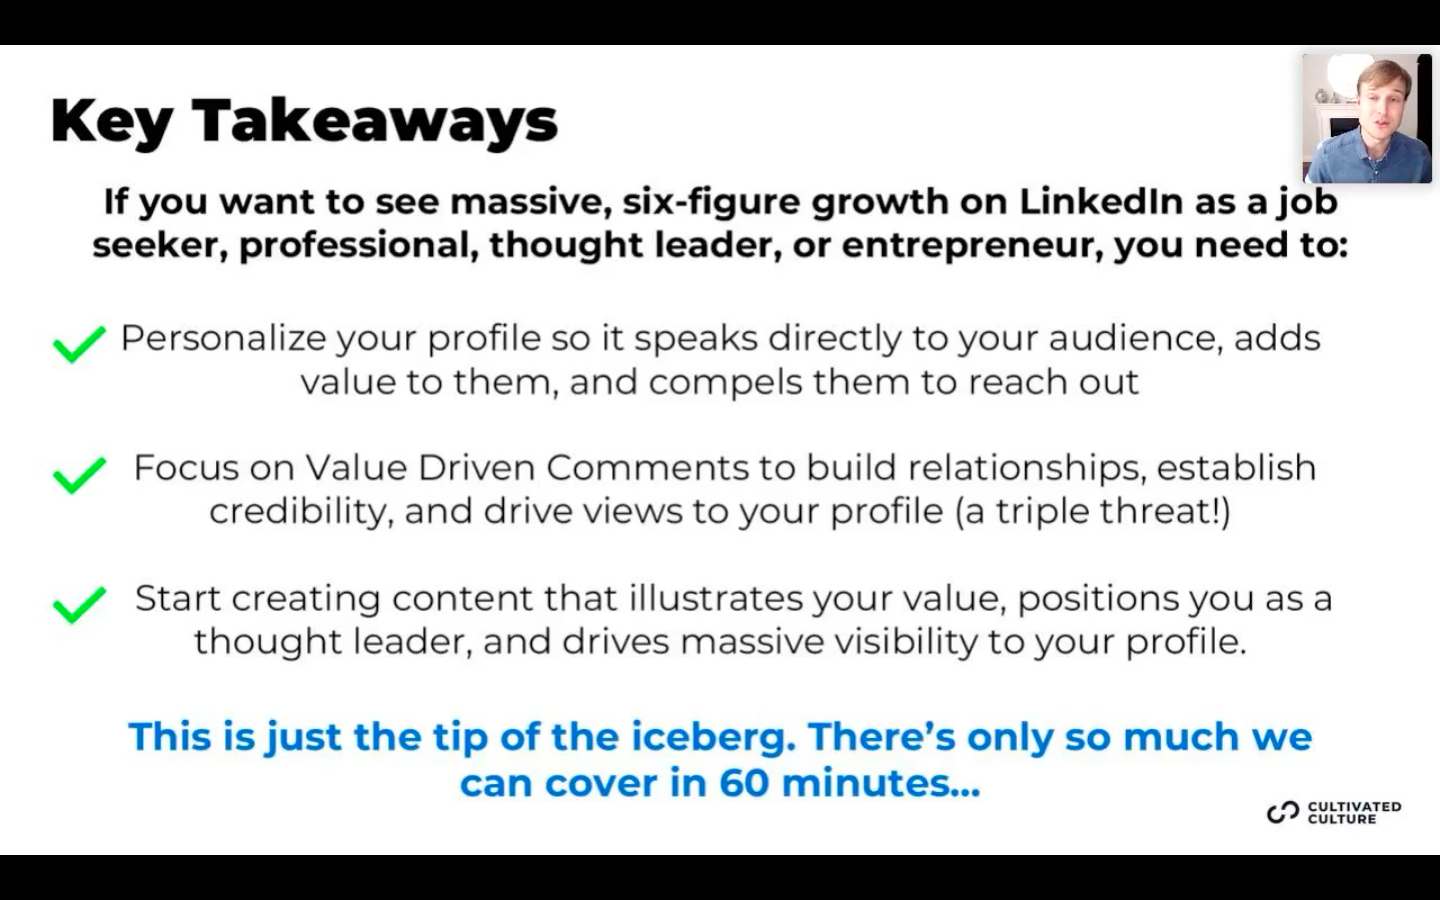 Key Takeaways
If you want to see massive, six-figure growth on LinkedIn as a job
seeker, professional, thought leader, or entrepreneur, you need to:
Personalize your profile so it speaks directly to your audience, adds
value to them, and compels them to reach out
Focus on Value Driven Comments to build relationships, establish
credibility, and drive views to your profile (a triple threat!)
Start creating content that illustrates your value, positions you as a
thought leader, and drives massive visibility to your profile.
This is just the tip of the iceberg. There’s only so much we
can cover in 60 minutes...
CULTIVATED
CULTURE